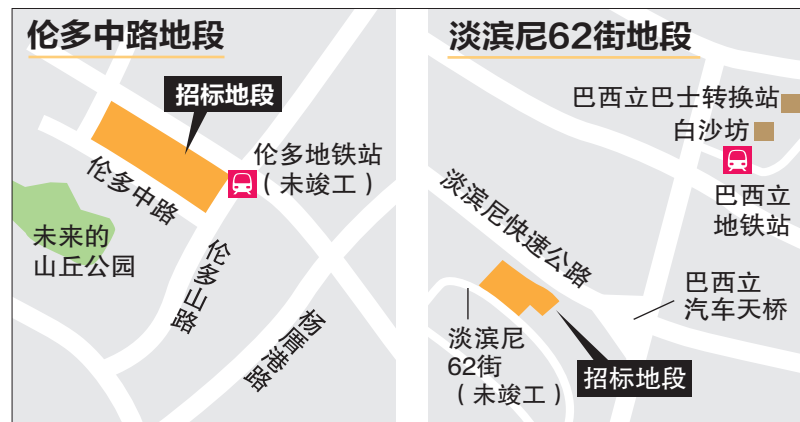 伦多中路地段
招标地段
伦多地铁站
（未竣工）
伦多中路
未来的
山丘公园
伦多山路
杨厝港路
淡滨尼62街地段
巴西立巴士转换站
白沙坊
巴西立
地铁站
淡滨尼快速公路
巴西立
汽车天桥
淡滨尼
62街
（未竣工）
招标地段